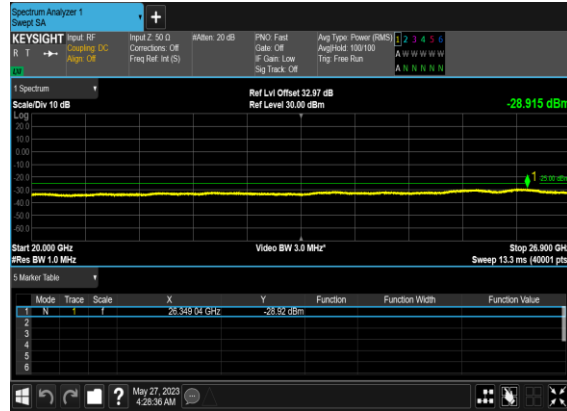 Spectrum Analyzer 1
Swept SA
+
KEYSIGHT Input: RF Input Z: 50 Ω #Atten: 20 dB PNO: Fast Avg Type: Power (RMS) 1 2 3 4 5 6
R T Coupling: DC Corrections: Off Gate: Off Avg|Hold: 100/100 A W W W W W
Align: Off Freq Ref: Int (S) IF Gain: Low Trig: Free Run
Sig Track: Off A N N N N N
1 Spectrum
Scale/Div 10 dB Ref Lvl Offset 32.97 dB
Ref Level 30.00 dBm -28.915 dBm
Log
20.0
10.0
0.00
-10.0
-20.0
-30.0
-40.0
-50.0
-60.0
1
Start 20.000 GHz Video BW 3.0 MHz* Stop 26.900 GHz
#Res BW 1.0 MHz Sweep 13.3 ms (40001 pts)
5 Marker Table
Mode Trace Scale X Y Function Function Width Function Value
1 N 1 f 26.349 04 GHz -28.92 dBm
2
3
4
5
6
? May 27, 2023
4:28:36 AM